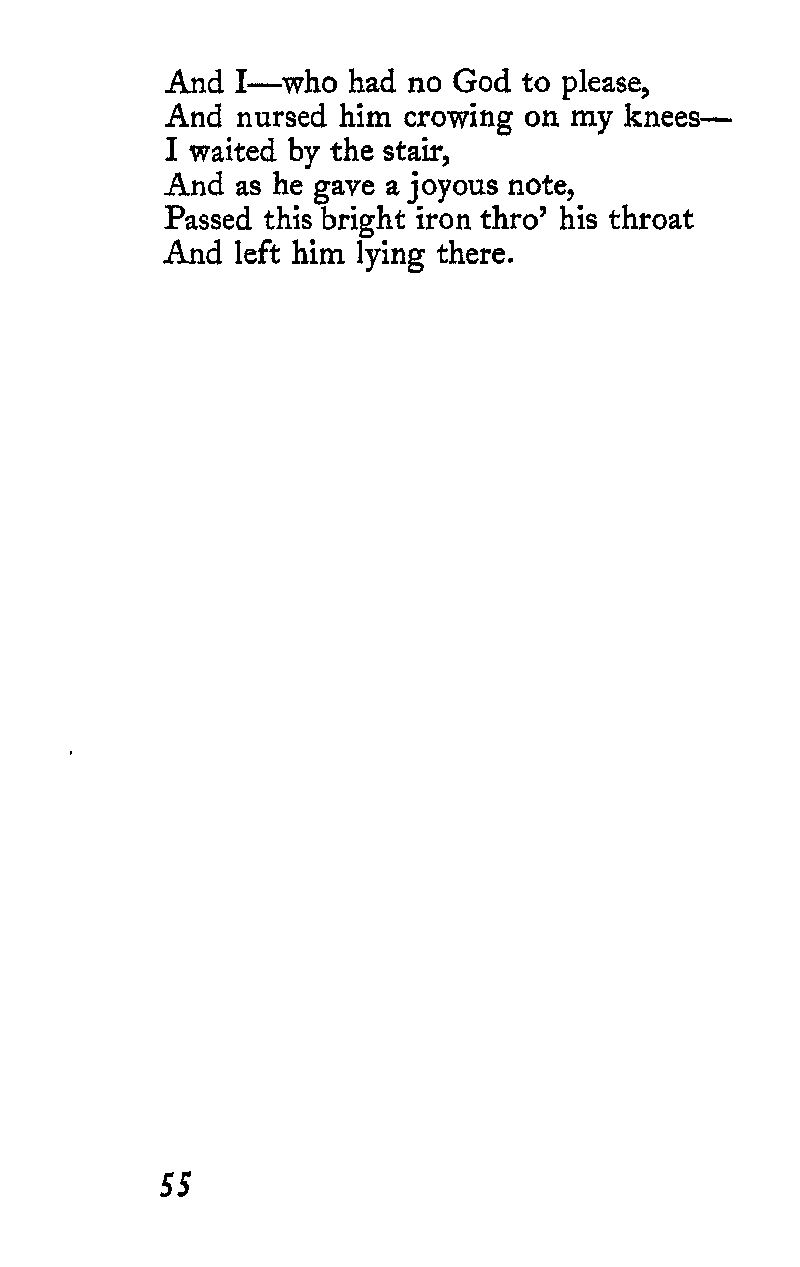 And I—who had no God to please,
And nursed him crowing on my knees—
I waited by the stair,
And as he gave a joyous note,
Passed this bright iron thro’ his throat
And left him lying there.
55